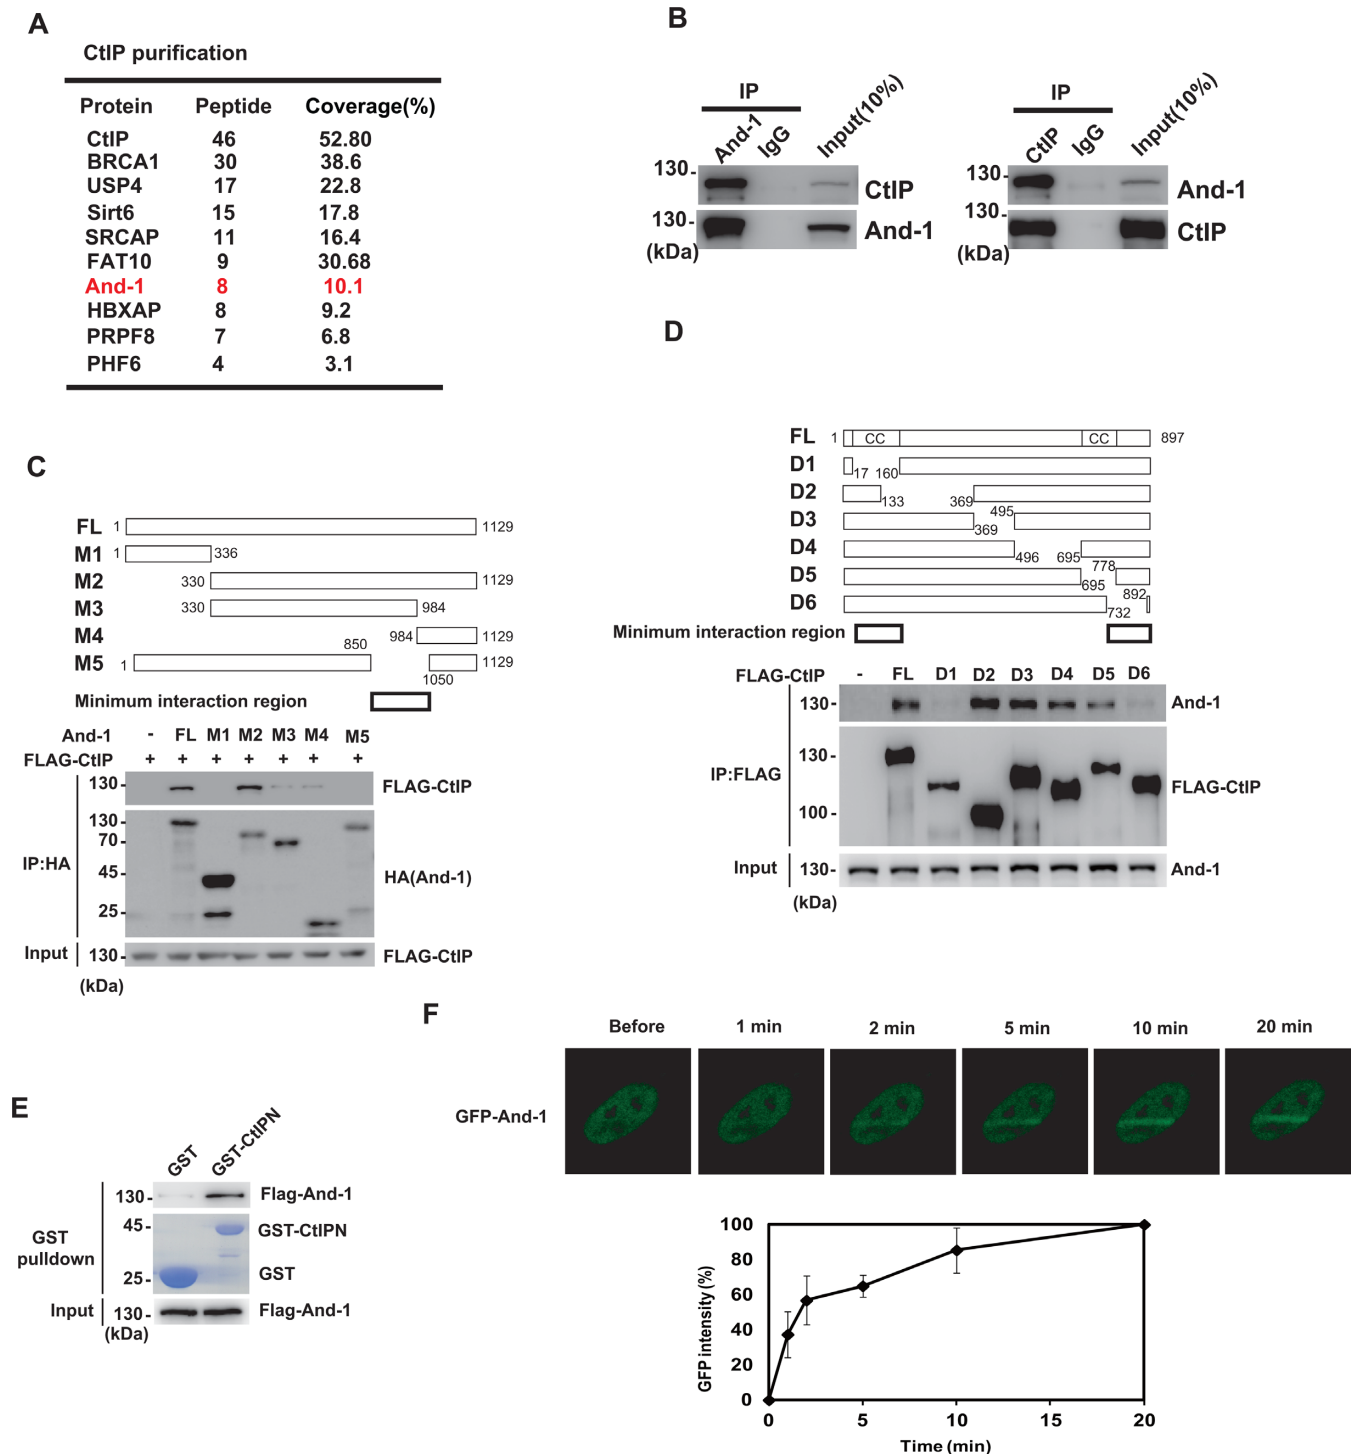 A
CtIP purification
Protein Peptide Coverage(%)
CtIP 46 52.80
BRCA1 30 38.6
USP4 17 22.8
Sirt6 15 17.8
SRCAP 11 16.4
FAT10 9 30.68
And-1 8 10.1
HBXAP 8 9.2
PRPF8 7 6.8
PHF6 4 3.1
B
IP
And-1 IgG Input(10%)
130- CtIP
130- And-1
(kDa)
IP
CtIP IgG Input(10%)
130- And-1
130- CtIP
(kDa)
C
FL 1 1129
M1 1 336
M2 330 1129
M3 330 984
M4 984 1129
850
M5 1 1129
1050
Minimum interaction region
And-1 - FL M1 M2 M3 M4 M5
FLAG-CtIP + + + + + + +
130- FLAG-CtIP
IP:HA
130-
70-
45-
25-
HA(And-1)
Input 130- FLAG-CtIP
(kDa)
D
FL 1 CC CC 897
D1 17 160
D2 133 369
D3 369 495
D4 496 695
D5 695 778
D6 732 892
Minimum interaction region
FLAG-CtIP - FL D1 D2 D3 D4 D5 D6
130- And-1
IP:FLAG
130-
100-
FLAG-CtIP
Input 130- And-1
(kDa)
E
GST GST-CtIPN
GST pulldown
130- Flag-And-1
45- GST-CtIPN
25- GST
Input 130- Flag-And-1
(kDa)
F
Before 1 min 2 min 5 min 10 min 20 min
GFP-And-1
GFP intensity (%)
100
80
60
40
20
0
0 5 10 15 20
Time (min)